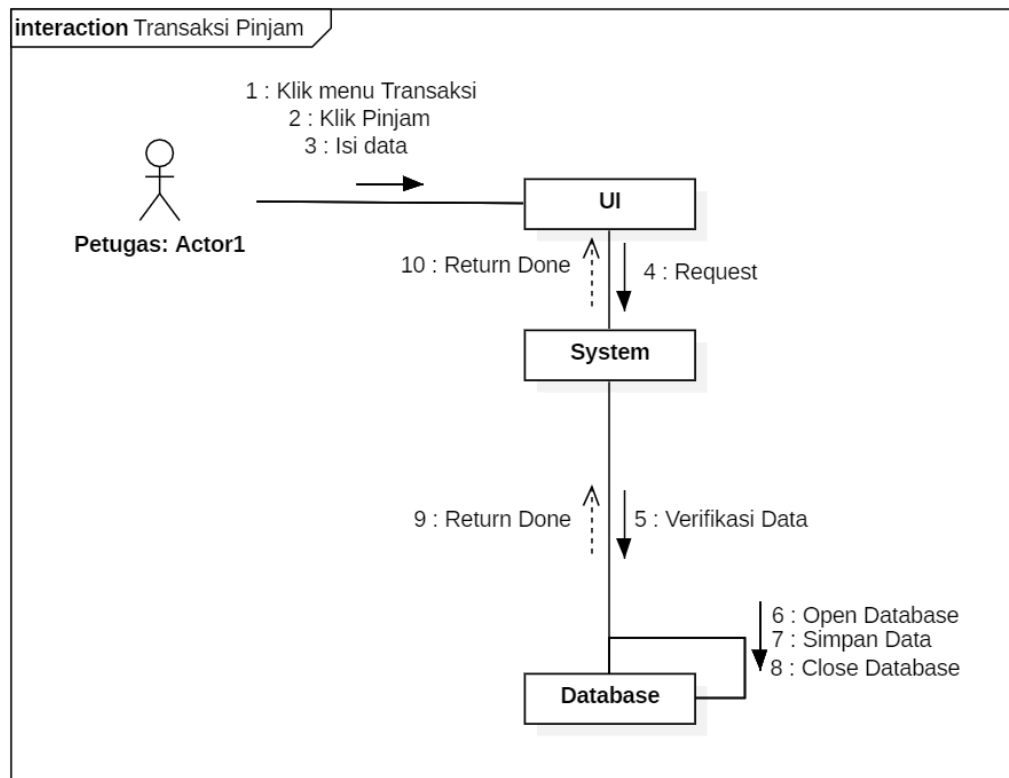 interaction Transaksi Pinjam
1 : Klik menu Transaksi
2 : Klik Pinjam
3 : Isi data
Petugas: Actor1
UI
10 : Return Done
4 : Request
System
9 : Return Done
5 : Verifikasi Data
6 : Open Database
7 : Simpan Data
8 : Close Database
Database